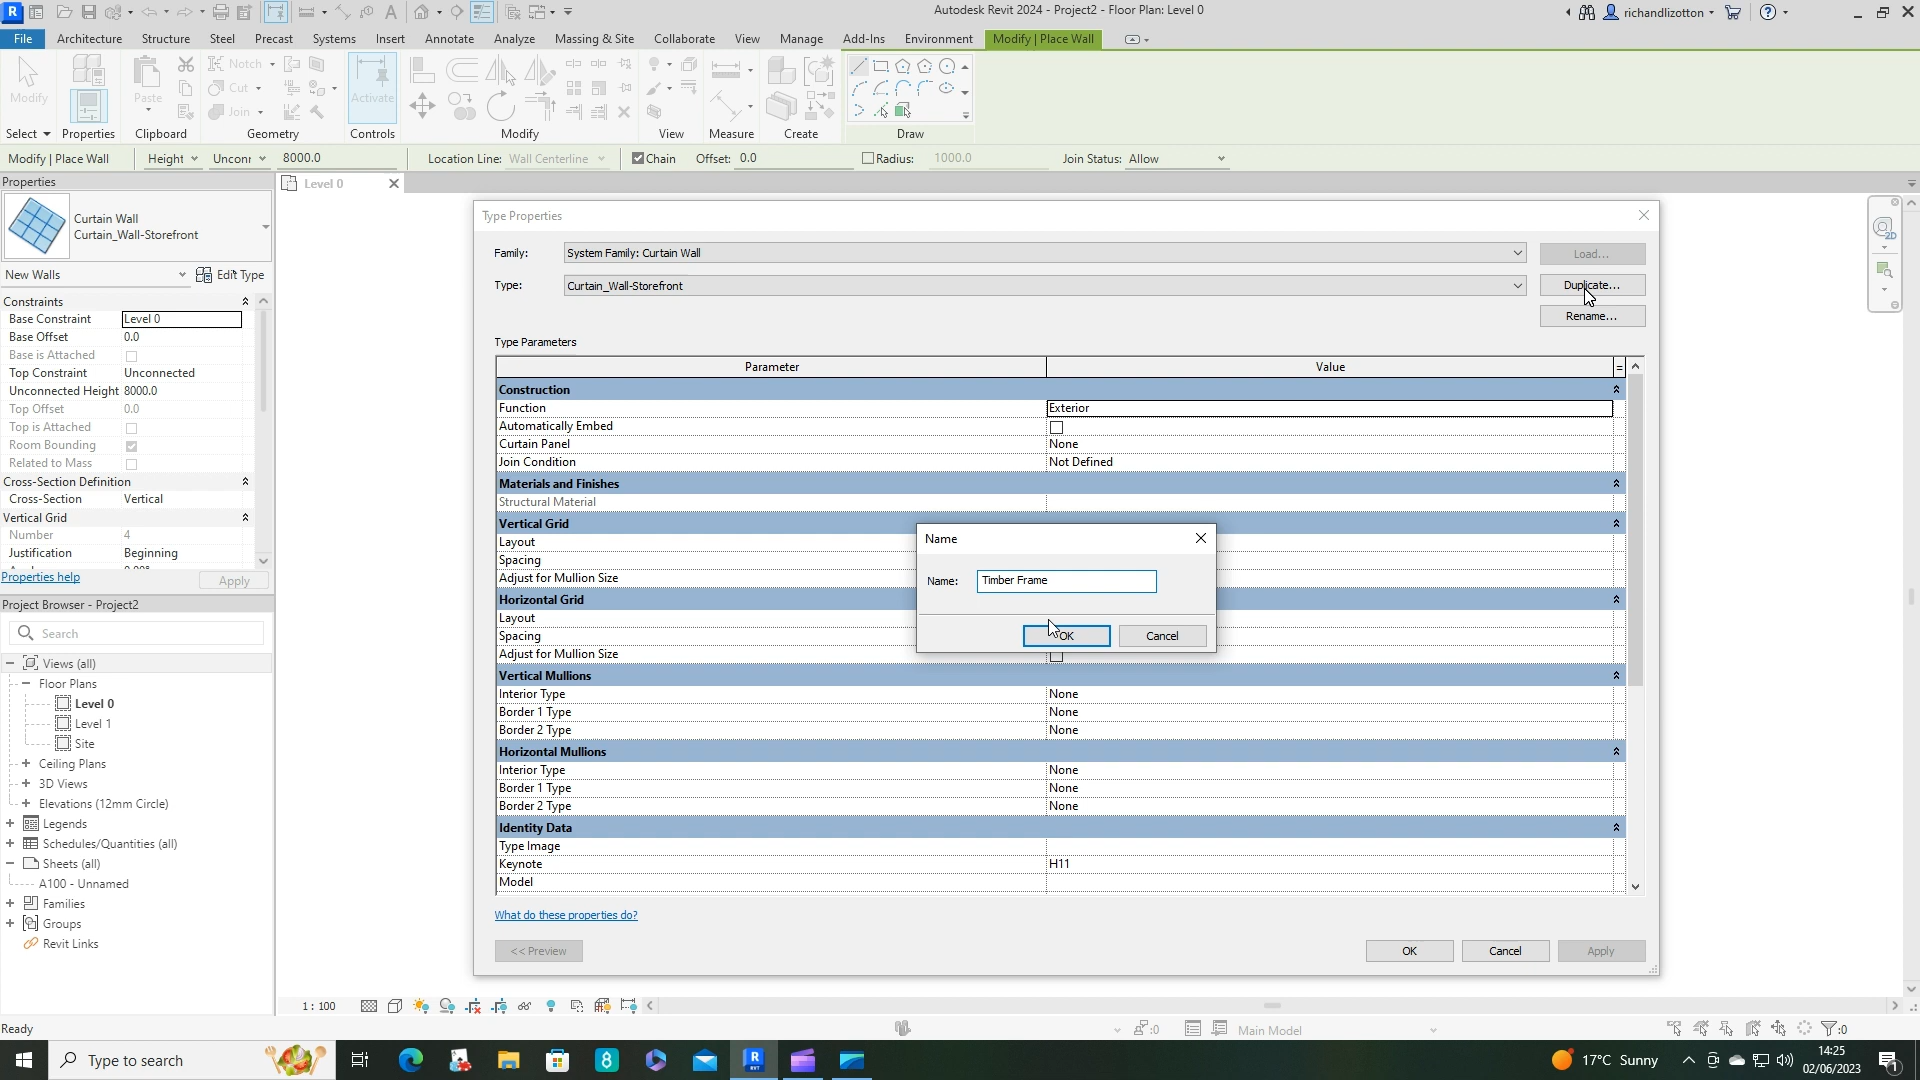 Autodesk Revit 2024 - Project2 - Floor Plan: Level 0
richandlizotton
File Architecture Structure Steel Precast Systems Insert Annotate Analyze Massing & Site Collaborate View Manage Add-Ins Environment Modify | Place Wall
Modify Paste Notch Cut Join Activate
Select Properties Clipboard Geometry Controls Modify View Measure Create Draw
Modify | Place Wall Height Unconr 8000.0 Location Line: Wall Centerline Chain Offset: 0.0 Radius: 1000.0 Join Status: Allow
Properties
Level 0
Curtain Wall
Curtain_Wall-Storefront
New Walls Edit Type
Constraints
Base Constraint Level 0
Base Offset 0.0
Base is Attached
Top Constraint Unconnected
Unconnected Height 8000.0
Top Offset 0.0
Top is Attached
Room Bounding
Related to Mass
Cross-Section Definition
Cross-Section Vertical
Vertical Grid
Number 4
Justification Beginning
Properties help Apply
Project Browser - Project2
Search
Views (all)
Floor Plans
Level 0
Level 1
Site
Ceiling Plans
3D Views
Elevations (12mm Circle)
Legends
Schedules/Quantities (all)
Sheets (all)
A100 - Unnamed
Families
Groups
Revit Links
Type Properties
Family: System Family: Curtain Wall Load...
Type: Curtain_Wall-Storefront Duplicate...
Rename...
Type Parameters
Parameter Value =
Construction
Function Exterior
Automatically Embed
Curtain Panel None
Join Condition Not Defined
Materials and Finishes
Structural Material
Vertical Grid
Layout
Spacing
Adjust for Mullion Size
Horizontal Grid
Layout
Spacing
Adjust for Mullion Size
Vertical Mullions
Interior Type None
Border 1 Type None
Border 2 Type None
Horizontal Mullions
Interior Type None
Border 1 Type None
Border 2 Type None
Identity Data
Type Image
Keynote H11
Model
What do these properties do?
<< Preview OK Cancel Apply
Name
Name: Timber Frame
OK Cancel
2D
1 : 100
Ready :0 Main Model :0
Type to search 17°C Sunny 14:25
02/06/2023
1